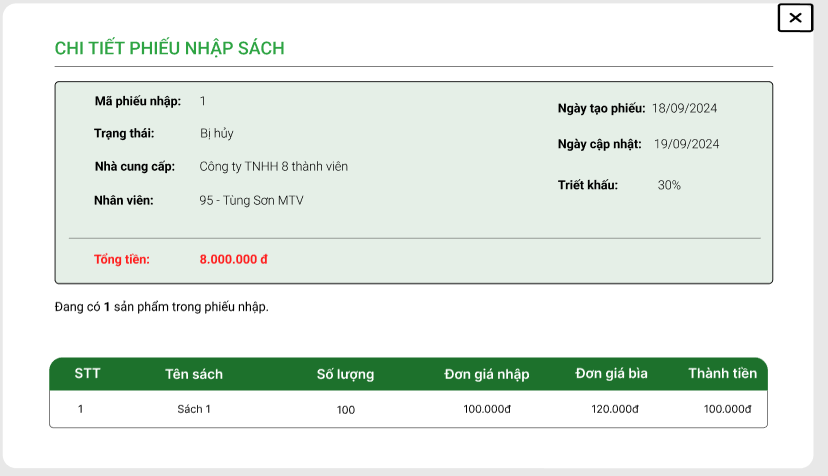 CHI TIẾT PHIẾU NHẬP SÁCH
Mã phiếu nhập: 1
Trạng thái: Bị hủy
Nhà cung cấp: Công ty TNHH 8 thành viên
Nhân viên: 95 - Tùng Sơn MTV
Ngày tạo phiếu: 18/09/2024
Ngày cập nhật: 19/09/2024
Triết khấu: 30%
Tổng tiền: 8.000.000 đ
Đang có 1 sản phẩm trong phiếu nhập.
STT Tên sách Số lượng Đơn giá nhập Đơn giá bìa Thành tiền
1 Sách 1 100 100.000đ 120.000đ 100.000đ